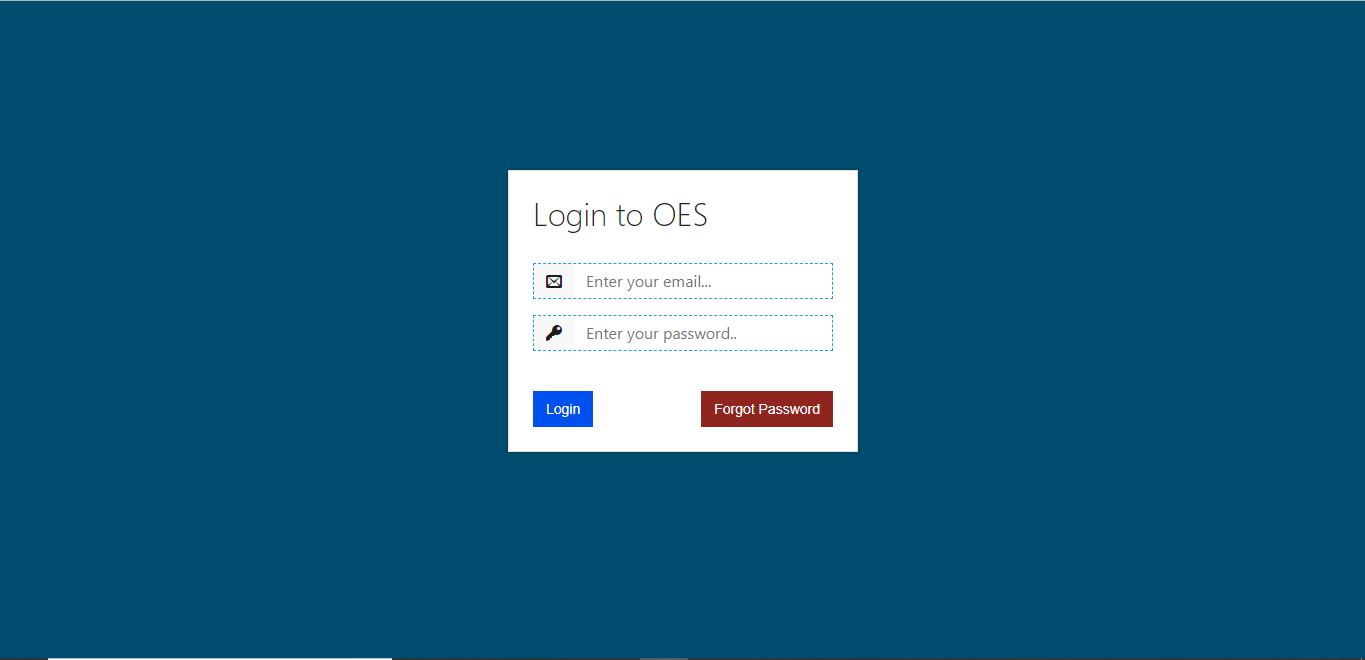 Login to OES
Enter your email...
Enter your password..
Login
Forgot Password